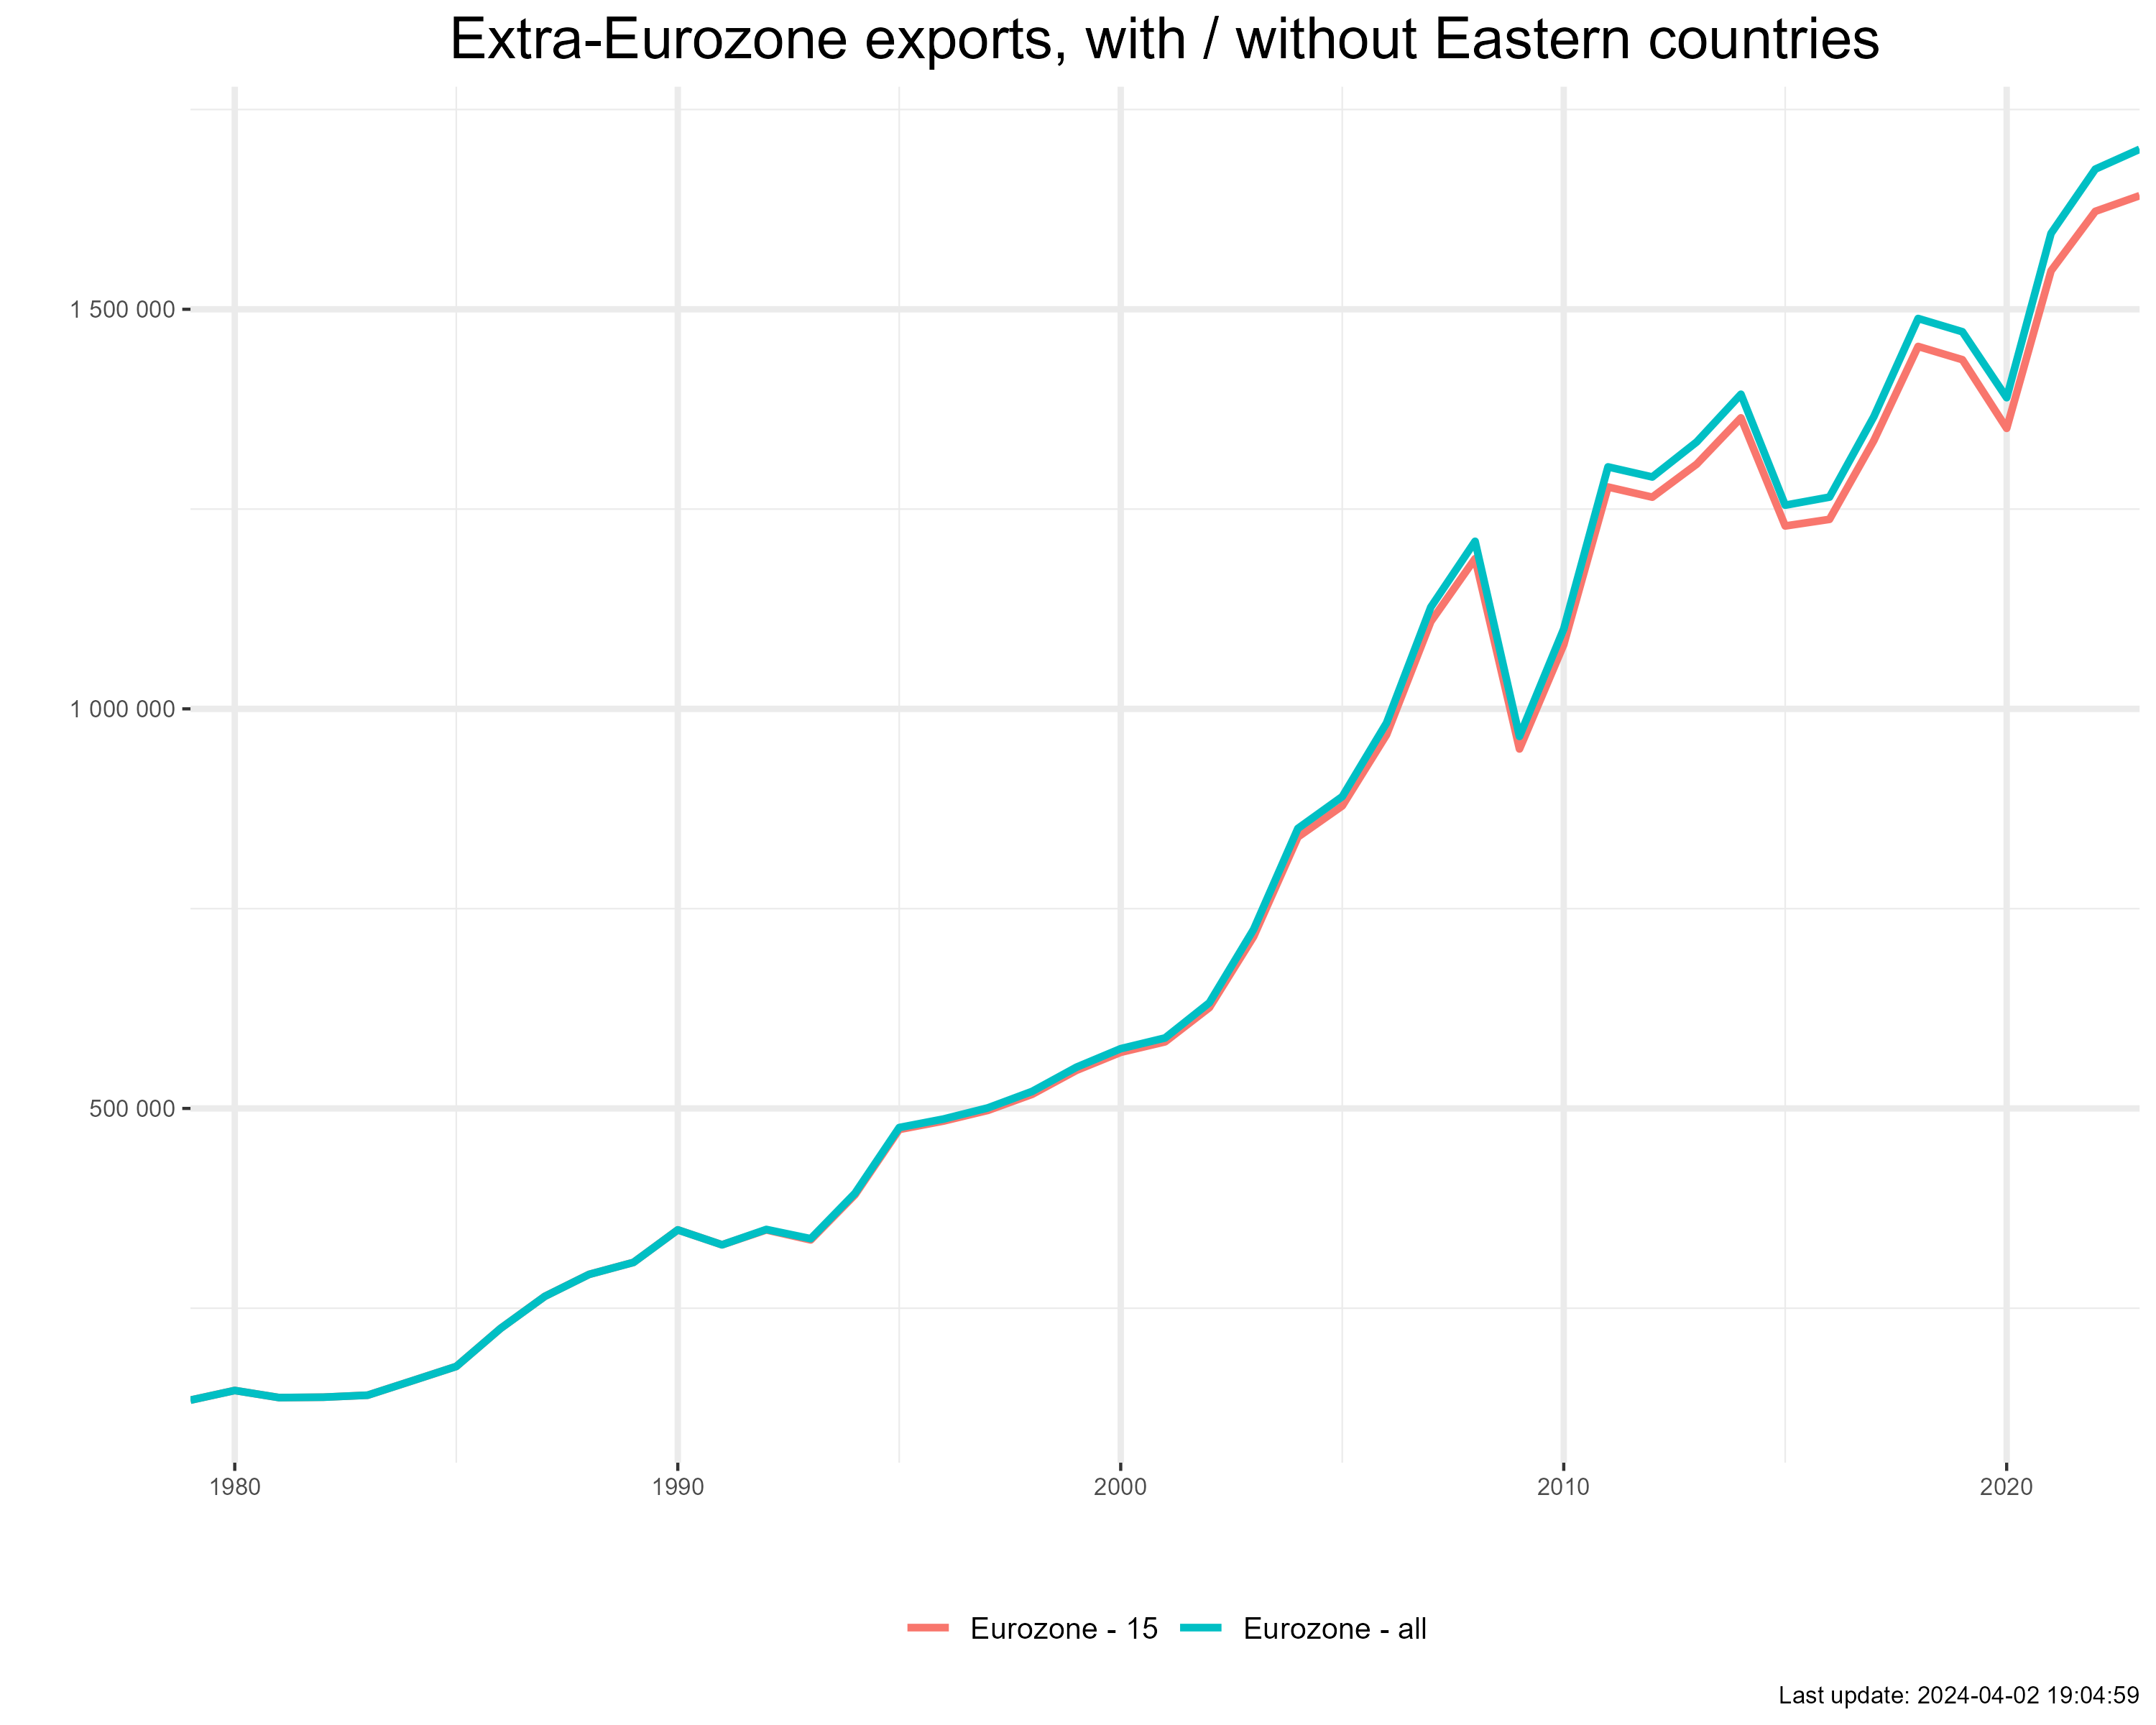 Extra-Eurozone exports, with / without Eastern countries
1 500 000
1 000 000
500 000
1980 1990 2000 2010 2020
Eurozone - 15 Eurozone - all
Last update: 2024-04-02 19:04:59